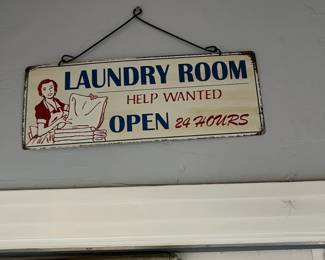 LAUNDRY ROOM
HELP WANTED
OPEN 24 HOURS